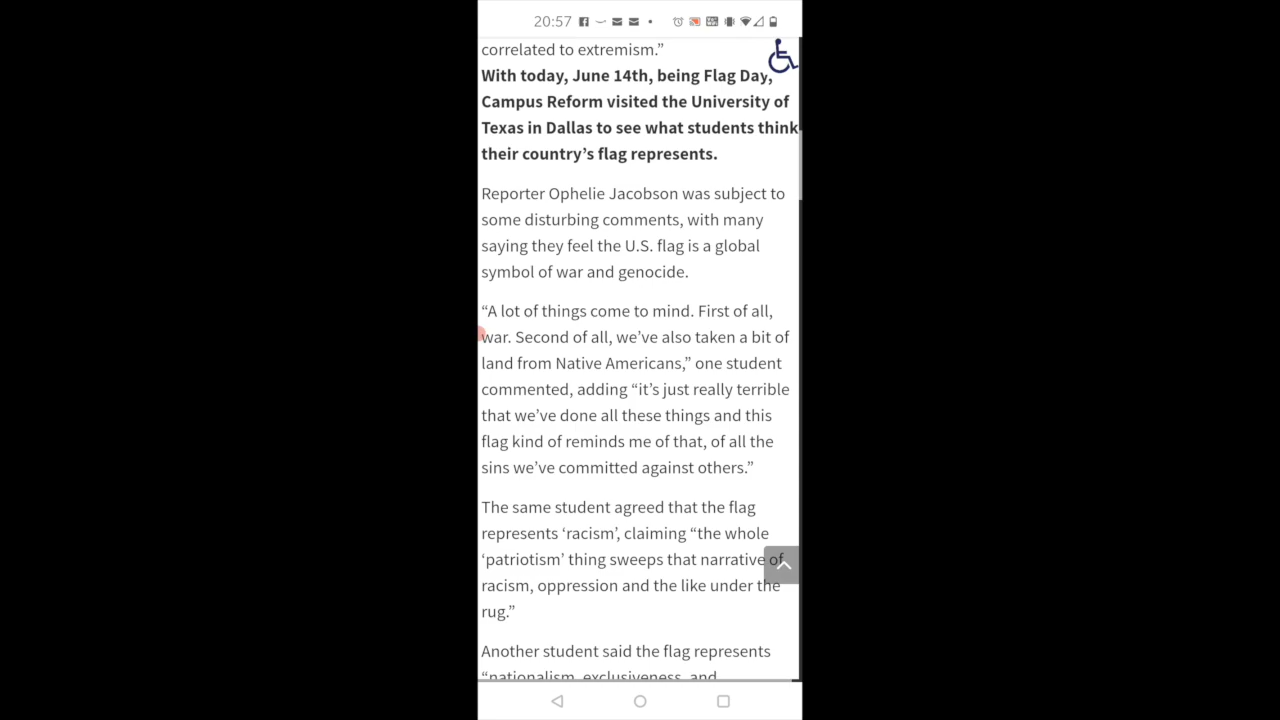 20:57
correlated to extremism.”
With today, June 14th, being Flag Day,
Campus Reform visited the University of
Texas in Dallas to see what students think
their country’s flag represents.
Reporter Ophelie Jacobson was subject to
some disturbing comments, with many
saying they feel the U.S. flag is a global
symbol of war and genocide.
“A lot of things come to mind. First of all,
war. Second of all, we’ve also taken a bit of
land from Native Americans,” one student
commented, adding “it’s just really terrible
that we’ve done all these things and this
flag kind of reminds me of that, of all the
sins we’ve committed against others.”
The same student agreed that the flag
represents ‘racism’, claiming “the whole
‘patriotism’ thing sweeps that narrative of
racism, oppression and the like under the
rug.”
Another student said the flag represents
“nationalism, exclusiveness, and